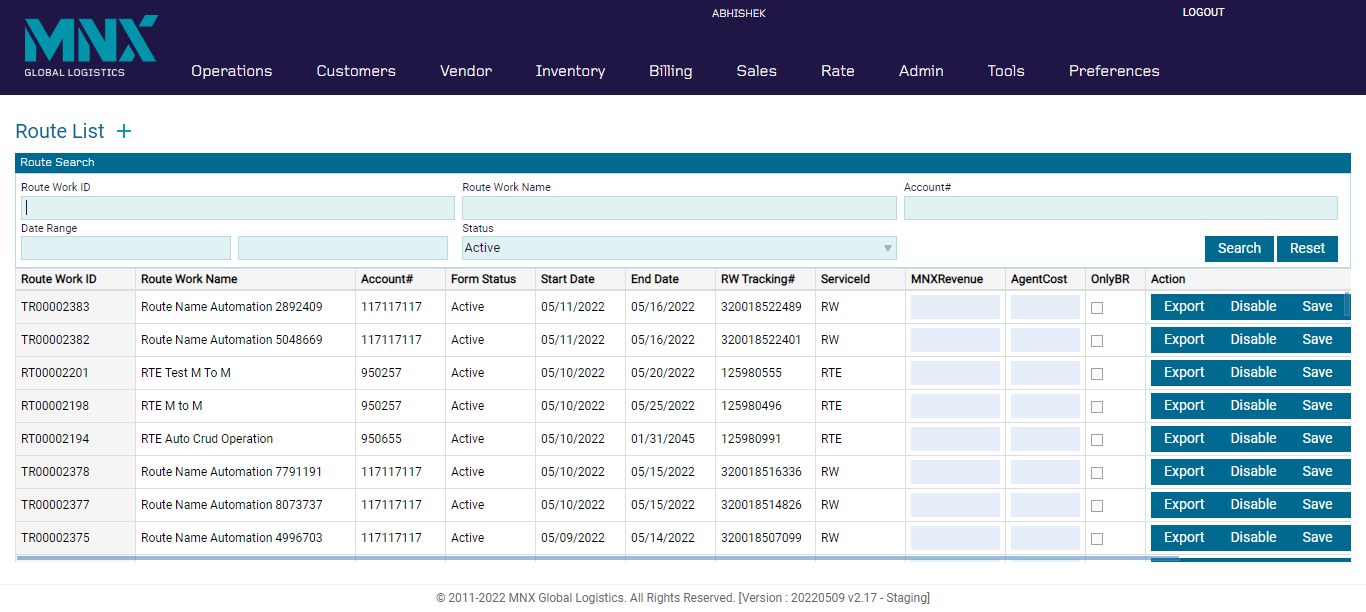 ABHISHEK LOGOUT
MNX
GLOBAL LOGISTICS
Operations Customers Vendor Inventory Billing Sales Rate Admin Tools Preferences
Route List +
Route Search
Route Work ID Route Work Name Account#
Date Range Status
Active Search Reset
Route Work ID Route Work Name Account# Form Status Start Date End Date RW Tracking# ServiceId MNXRevenue AgentCost OnlyBR Action
TR00002383 Route Name Automation 2892409 117117117 Active 05/11/2022 05/16/2022 320018522489 RW Export Disable Save
TR00002382 Route Name Automation 5048669 117117117 Active 05/11/2022 05/16/2022 320018522401 RW Export Disable Save
RT00002201 RTE Test M To M 950257 Active 05/10/2022 05/20/2022 125980555 RTE Export Disable Save
RT00002198 RTE M to M 950257 Active 05/10/2022 05/25/2022 125980496 RTE Export Disable Save
RT00002194 RTE Auto Crud Operation 950655 Active 05/10/2022 01/31/2045 125980991 RTE Export Disable Save
TR00002378 Route Name Automation 7791191 117117117 Active 05/10/2022 05/15/2022 320018516336 RW Export Disable Save
TR00002377 Route Name Automation 8073737 117117117 Active 05/10/2022 05/15/2022 320018514826 RW Export Disable Save
TR00002375 Route Name Automation 4996703 117117117 Active 05/09/2022 05/14/2022 320018507099 RW Export Disable Save
© 2011-2022 MNX Global Logistics. All Rights Reserved. [Version : 20220509 v2.17 - Staging]